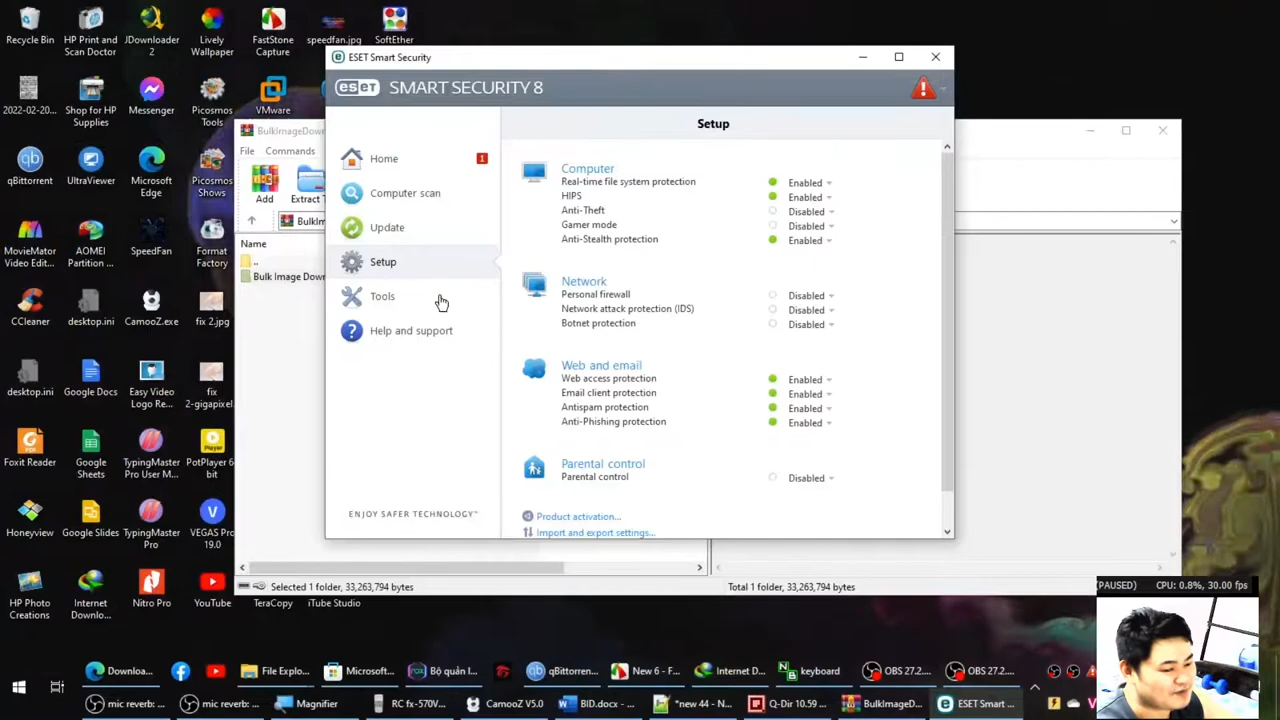 Recycle Bin
HP Print and
Scan Doctor
JDownloader
2
Lively
Wallpaper
FastStone
Capture
speedfan.png
SoftEther
ESET Smart Security
eset SMART SECURITY 8
2022-02-20...
Shop for HP
Supplies
Messenger
Picosmos
Tools
VMware
Setup
BulkImageDown
File
Commands
Home
1
Computer
Real-time file system protection
Enabled
HIPS
Enabled
Anti-Theft
Disabled
Gamer mode
Disabled
Anti-Stealth protection
Enabled
qBittorrent
UltraViewer
Microsoft
Edge
Picosmos
Shows
Add
Extract T
Computer scan
BulkIm
Update
MovieMator
Video Edit...
AOMEI
Partition ...
SpeedFan
Format
Factory
Name
..
Bulk Image Down
Setup
Network
Personal firewall
Disabled
Network attack protection (IDS)
Disabled
Botnet protection
Disabled
Tools
CCleaner
desktop.ini
CamooZ.exe
fix 2.jpg
Help and support
Web and email
Web access protection
Enabled
Email client protection
Enabled
Antispam protection
Enabled
Anti-Phishing protection
Enabled
desktop.ini
Google Docs
Easy Video
Logo Re...
fix
2-gigapixel...
Parental control
Parental control
Disabled
Foxit Reader
Google
Sheets
TypingMaster
Pro User M...
PotPlayer 6
bit
ENJOY SAFER TECHNOLOGY™
Product activation...
Import and export settings...
Honeyview
Google Slides
TypingMaster
Pro
VEGAS Pro
19.0
Selected 1 folder, 33,263,794 bytes
Total 1 folder, 33,263,794 bytes
(PAUSED)
CPU: 0.8%, 30.00 fps
HP Photo
Creations
Internet
Downlo...
Nitro Pro
YouTube
TeraCopy
iTube Studio
Downloa...
File Explo...
Microsoft...
Bộ quản l...
qBittorren...
New 6 - F...
Internet D...
keyboard
OBS 27.2...
OBS 27.2...
mic reverb: ...
mic reverb: ...
Magnifier
RC fx-570V...
CamooZ V5.0
BID.docx - ...
*new 44 - N...
Q-Dir 10.59 ...
BulkImageD...
ESET Smart ...